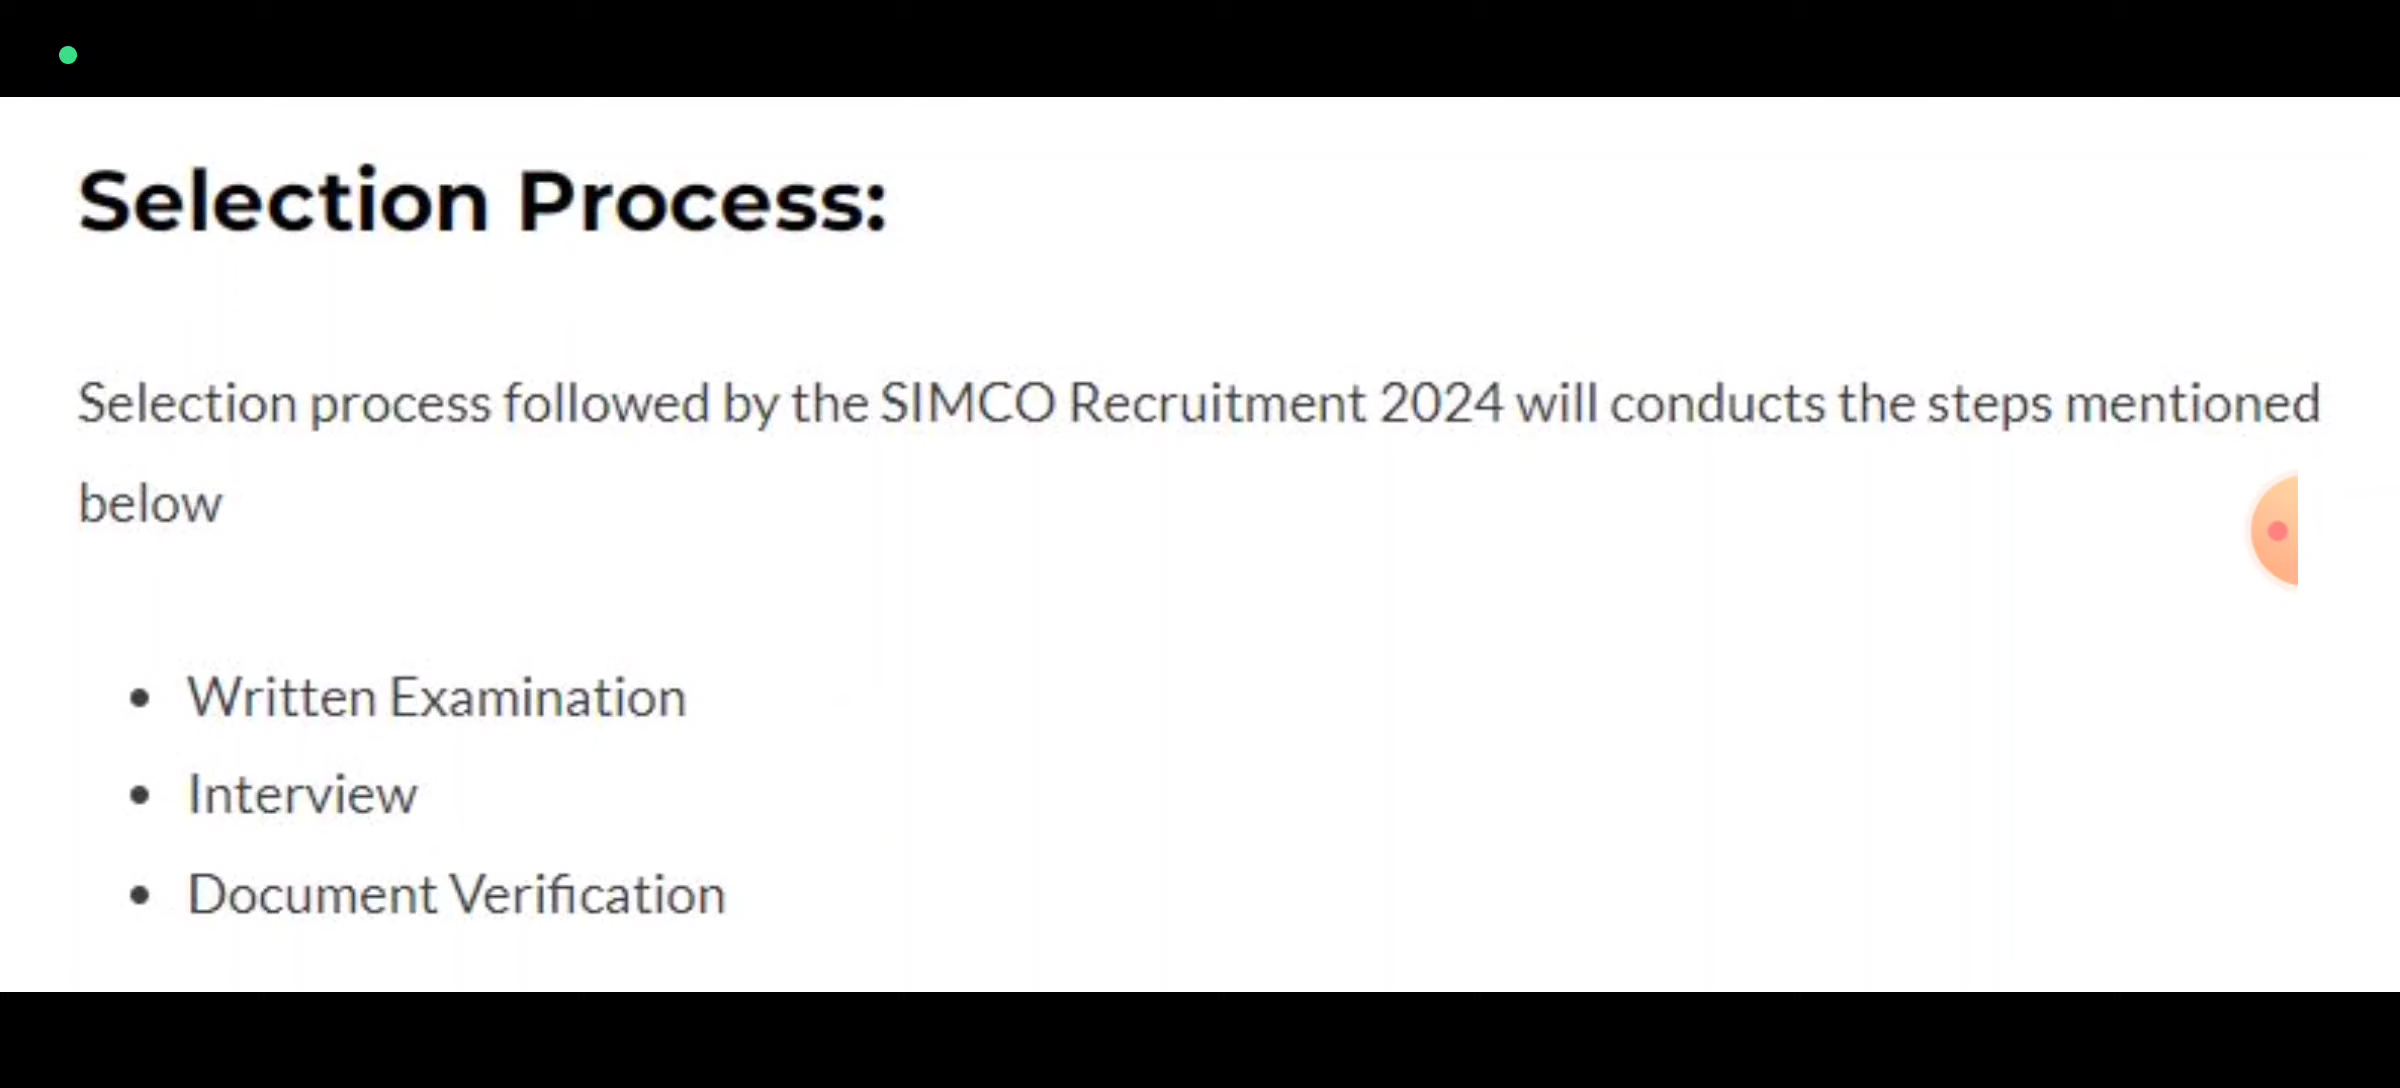 Selection Process:
Selection process followed by the SIMCO Recruitment 2024 will conducts the steps mentioned
below
• Written Examination
• Interview
• Document Verification